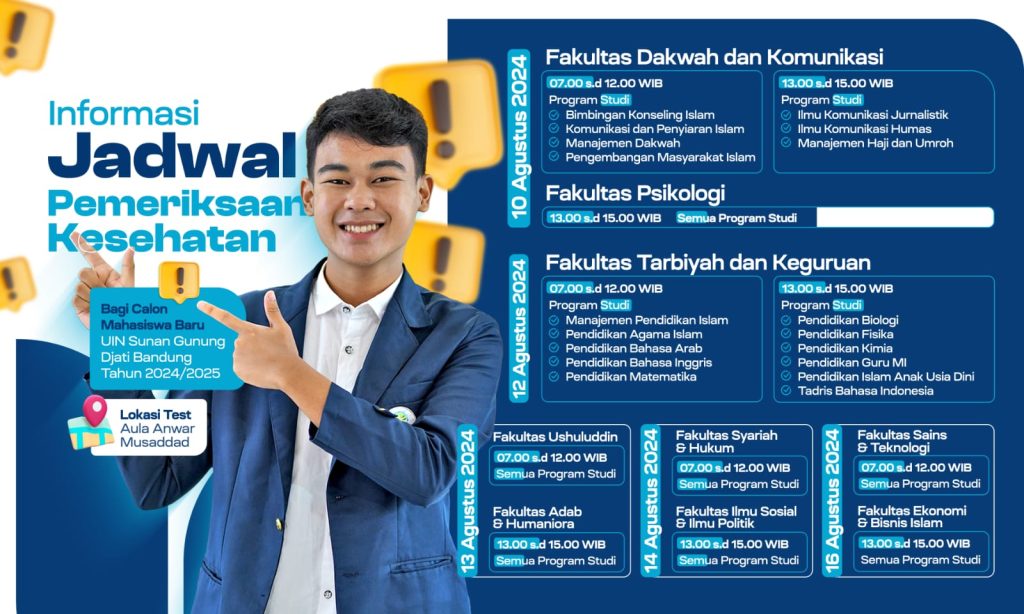 Informasi
Jadwal
Pemeriksaan
Kesehatan
Bagi Calon
Mahasiswa Baru
UIN Sunan Gunung
Djati Bandung
Tahun 2024/2025
Lokasi Test
Aula Anwar
Musaddad
10 Agustus 2024
Fakultas Dakwah dan Komunikasi
07.00 s.d 12.00 WIB
Program Studi
Bimbingan Konseling Islam
Komunikasi dan Penyiaran Islam
Manajemen Dakwah
Pengembangan Masyarakat Islam
13.00 s.d 15.00 WIB
Program Studi
Ilmu Komunikasi Jurnalistik
Ilmu Komunikasi Humas
Manajemen Haji dan Umroh
Fakultas Psikologi
13.00 s.d 15.00 WIB Semua Program Studi
12 Agustus 2024
Fakultas Tarbiyah dan Keguruan
07.00 s.d 12.00 WIB
Program Studi
Manajemen Pendidikan Islam
Pendidikan Agama Islam
Pendidikan Bahasa Arab
Pendidikan Bahasa Inggris
Pendidikan Matematika
13.00 s.d 15.00 WIB
Program Studi
Pendidikan Biologi
Pendidikan Fisika
Pendidikan Kimia
Pendidikan Guru MI
Pendidikan Islam Anak Usia Dini
Tadris Bahasa Indonesia
13 Agustus 2024
Fakultas Ushuluddin
07.00 s.d 12.00 WIB
Semua Program Studi
Fakultas Adab
& Humaniora
13.00 s.d 15.00 WIB
Semua Program Studi
14 Agustus 2024
Fakultas Syariah
& Hukum
07.00 s.d 12.00 WIB
Semua Program Studi
Fakultas Ilmu Sosial
& Ilmu Politik
13.00 s.d 15.00 WIB
Semua Program Studi
16 Agustus 2024
Fakultas Sains
& Teknologi
07.00 s.d 12.00 WIB
Semua Program Studi
Fakultas Ekonomi
& Bisnis Islam
13.00 s.d 15.00 WIB
Semua Program Studi